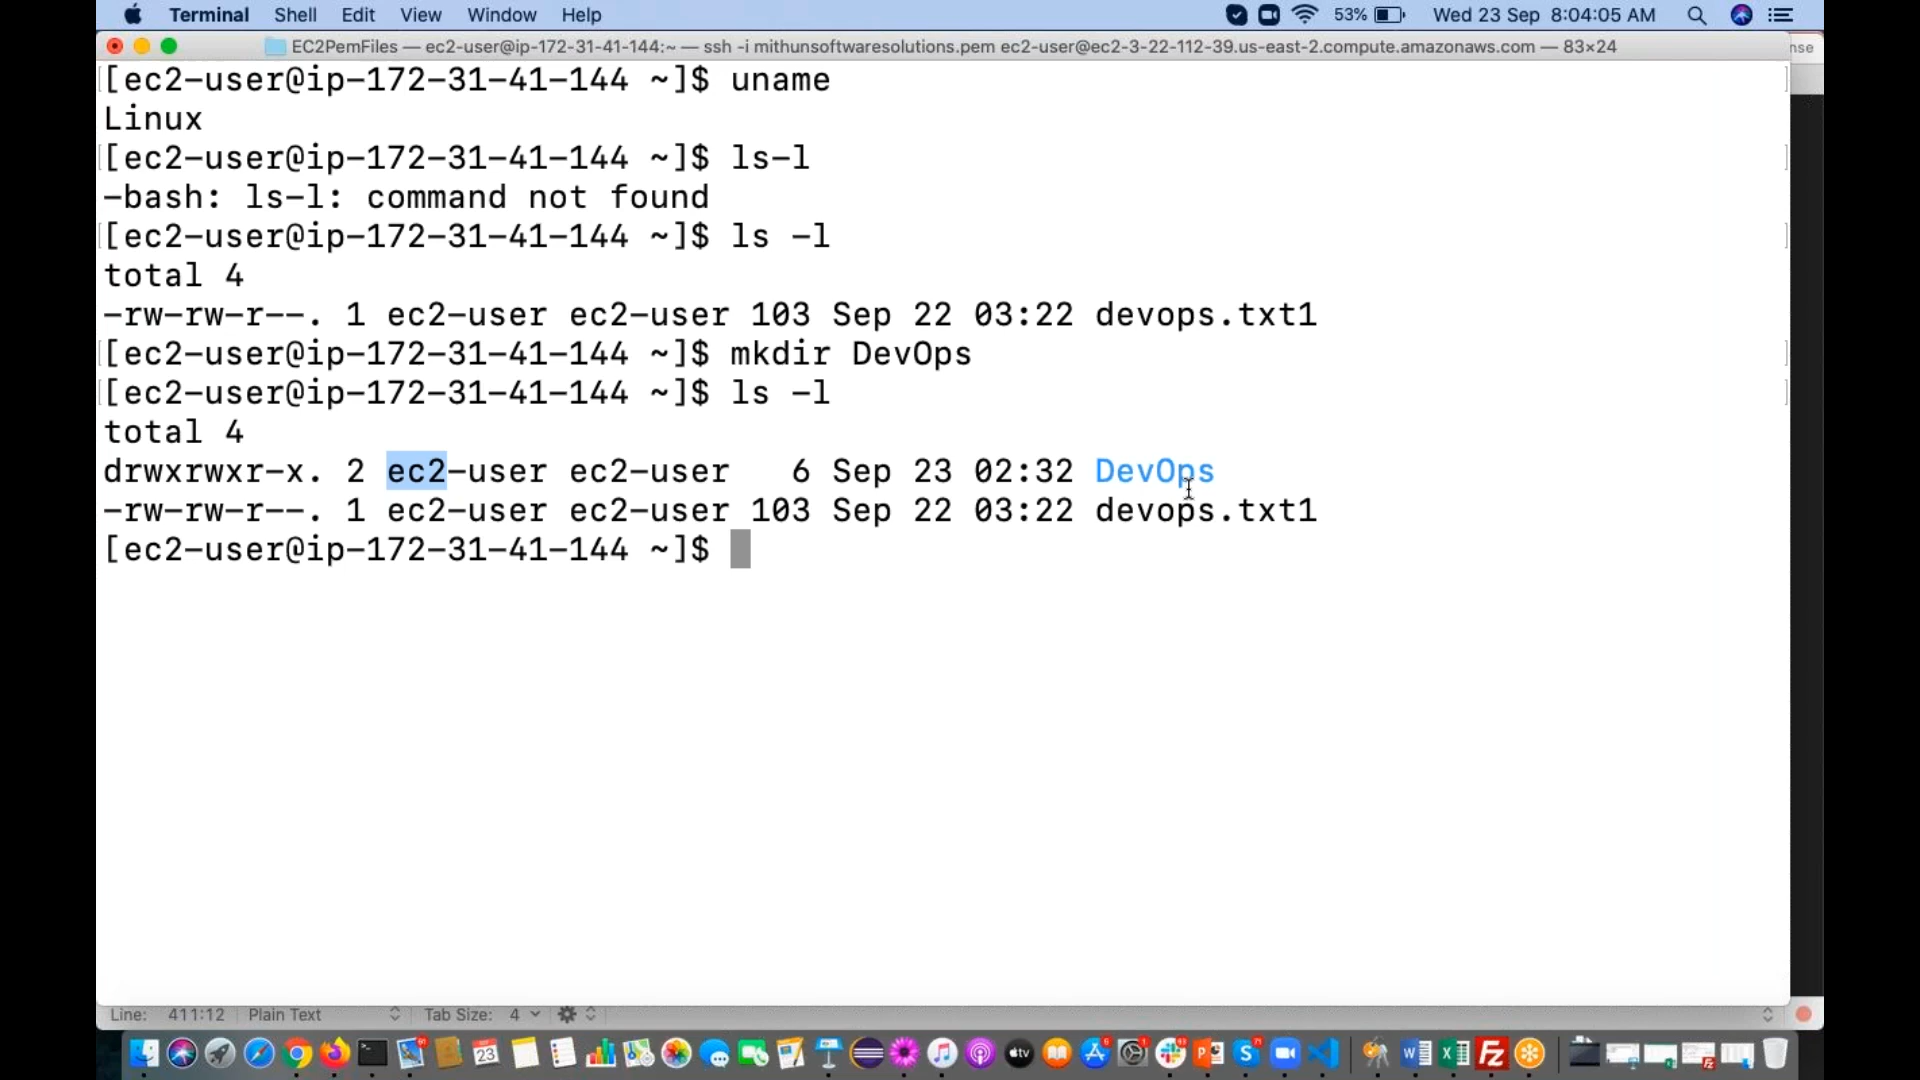 Terminal Shell Edit View Window Help 53% Wed 23 Sep 8:04:05 AM
EC2PemFiles — ec2-user@ip-172-31-41-144:~ — ssh -i mithunsoftwaresolutions.pem ec2-user@ec2-3-22-112-39.us-east-2.compute.amazonaws.com — 83×24
nse
[ec2-user@ip-172-31-41-144 ~]$ uname
Linux
[ec2-user@ip-172-31-41-144 ~]$ ls-l
-bash: ls-l: command not found
[ec2-user@ip-172-31-41-144 ~]$ ls -l
total 4
-rw-rw-r--. 1 ec2-user ec2-user 103 Sep 22 03:22 devops.txt1
[ec2-user@ip-172-31-41-144 ~]$ mkdir DevOps
[ec2-user@ip-172-31-41-144 ~]$ ls -l
total 4
drwxrwxr-x. 2 ec2-user ec2-user   6 Sep 23 02:32 DevOps
-rw-rw-r--. 1 ec2-user ec2-user 103 Sep 22 03:22 devops.txt1
[ec2-user@ip-172-31-41-144 ~]$
Line: 411:12 Plain Text Tab Size: 4